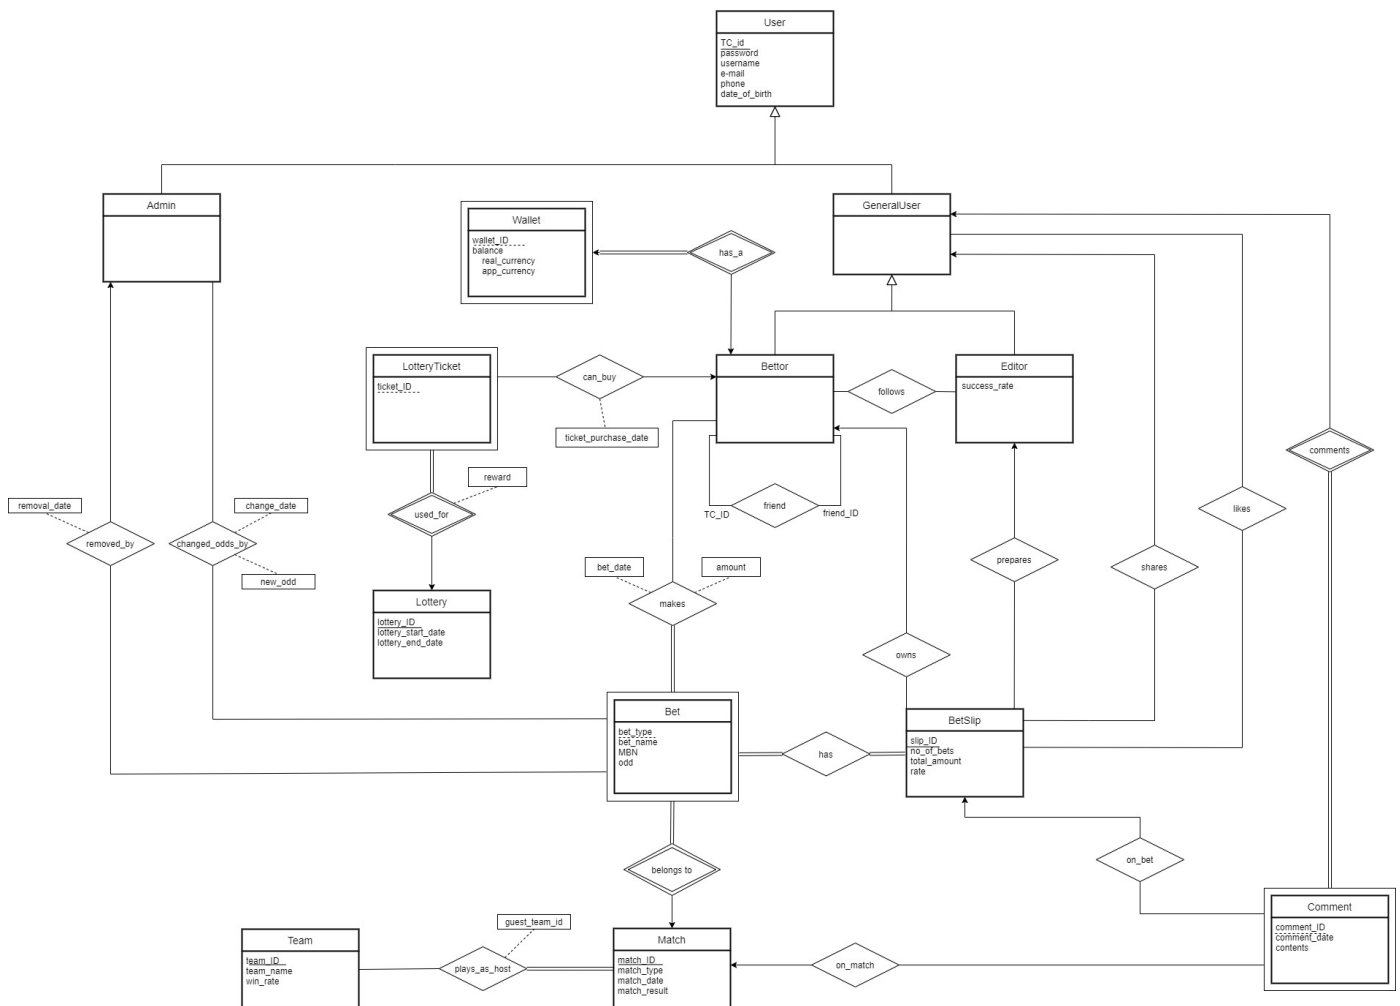 User
TC_id
password
username
e-mail
phone
date_of_birth
Admin
GeneralUser
Wallet
wallet_ID
balance
real_currency
app_currency
has_a
LotteryTicket
ticket_ID
can_buy
ticket_purchase_date
Bettor
follows
Editor
success_rate
comments
reward
used_for
TC_ID
friend
friend_ID
likes
removal_date
removed_by
change_date
changed_odds_by
new_odd
prepares
shares
bet_date
amount
makes
Lottery
lottery_ID
lottery_start_date
lottery_end_date
owns
Bet
bet_type
bet_name
MBN
odd
has
BetSlip
slip_ID
no_of_bets
total_amount
rate
belongs to
on_bet
Comment
comment_ID
comment_date
contents
guest_team_id
Team
team_ID
team_name
win_rate
plays_as_host
Match
match_ID
match_type
match_date
match_result
on_match